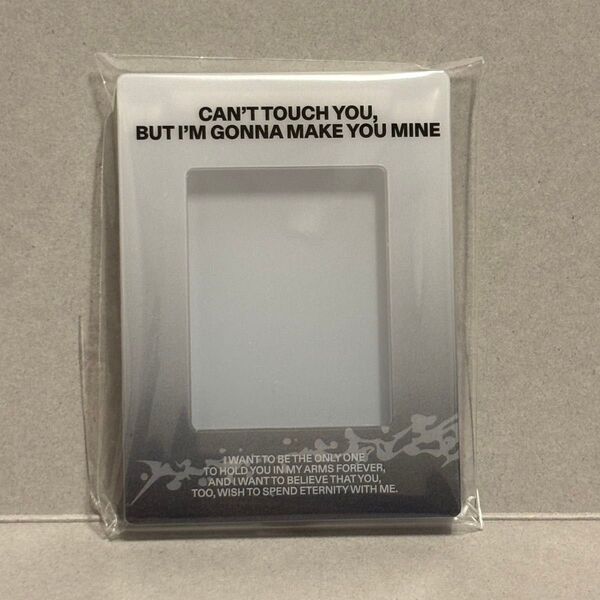 CAN'T TOUCH YOU,
BUT I'M GONNA MAKE YOU MINE
I WANT TO BE THE ONLY ONE
TO HOLD YOU IN MY ARMS FOREVER,
AND I WANT TO BELIEVE THAT YOU,
TOO, WISH TO SPEND ETERNITY WITH ME.